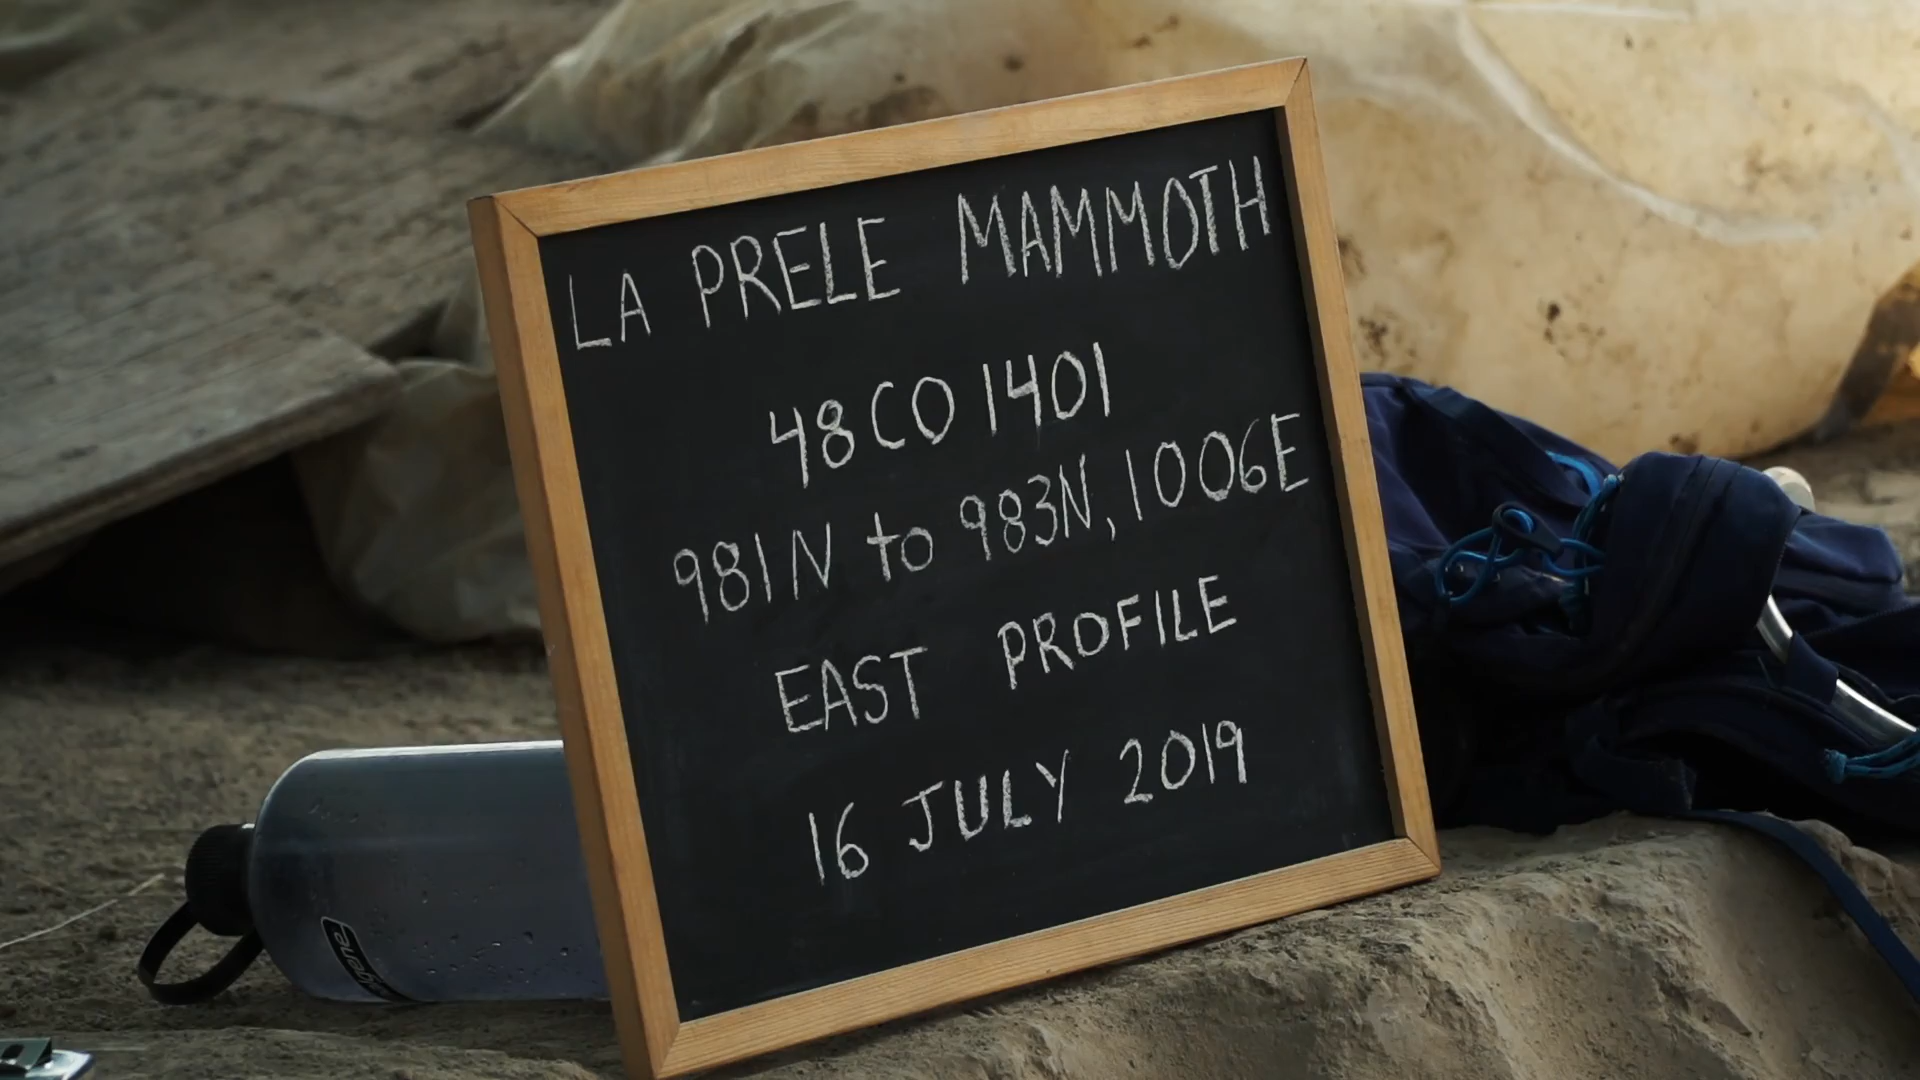 LA PRELE MAMMOTH
48CO1401
981N to 983N, 1006E
EAST PROFILE
16 JULY 2019